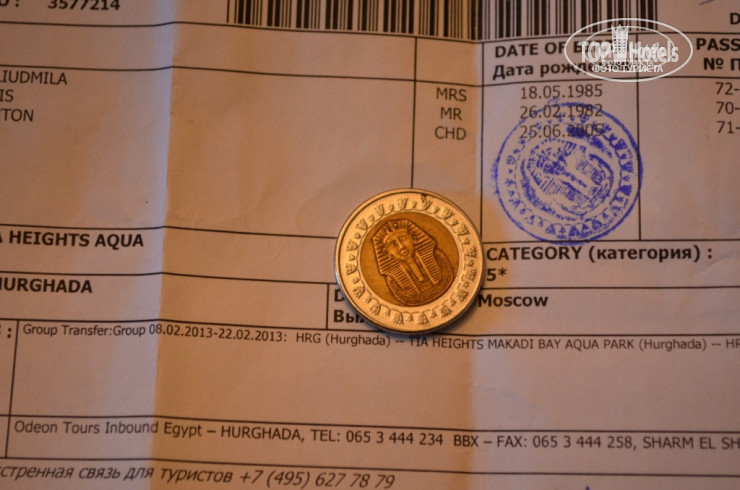 3577214
DATE OF
PASS
Дата
№ П
LIUDMILA
MRS
18.05.1985
72-
IS
MR
26.02.1982
70-
TON
CHD
25.06.2009
71-
TOP Hotels
ФОТО ТУРИСТА
A HEIGHTS AQUA
CATEGORY (категория) :
5*
HURGHADA
Moscow
Group Transfer:Group 08.02.2013-22.02.2013: HRG (Hurghada) -- TIA HEIGHTS MAKADI BAY AQUA PARK (Hurghada) -- HR
Odeon Tours Inbound Egypt – HURGHADA, TEL: 065 3 444 234 BBX – FAX: 065 3 444 258, SHARM EL SH
стренная связь для туристов +7 (495) 627 78 79